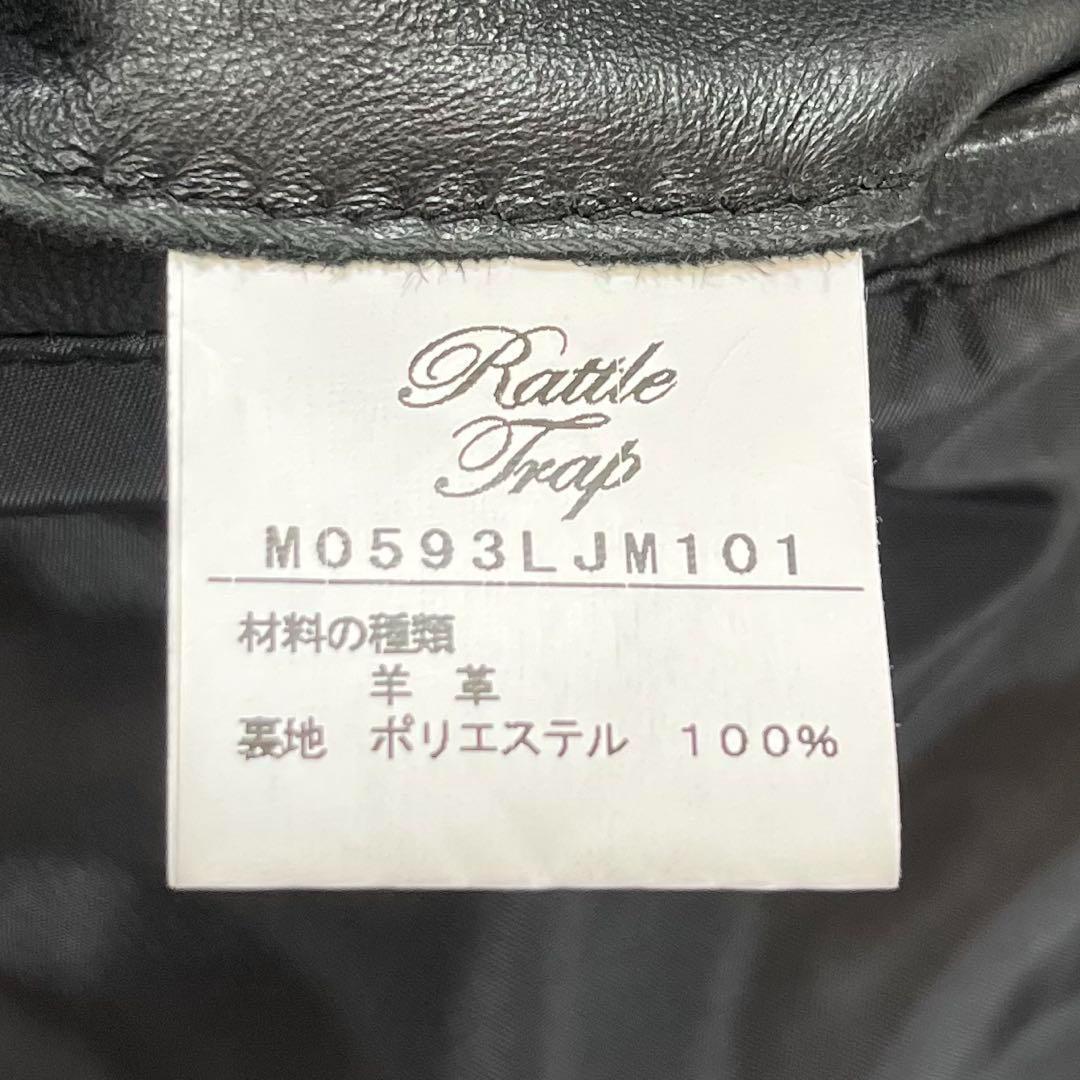 Rattle
Trap
M0593LJM101
材料の種類
羊 革
裏地 ポリエステル 100%